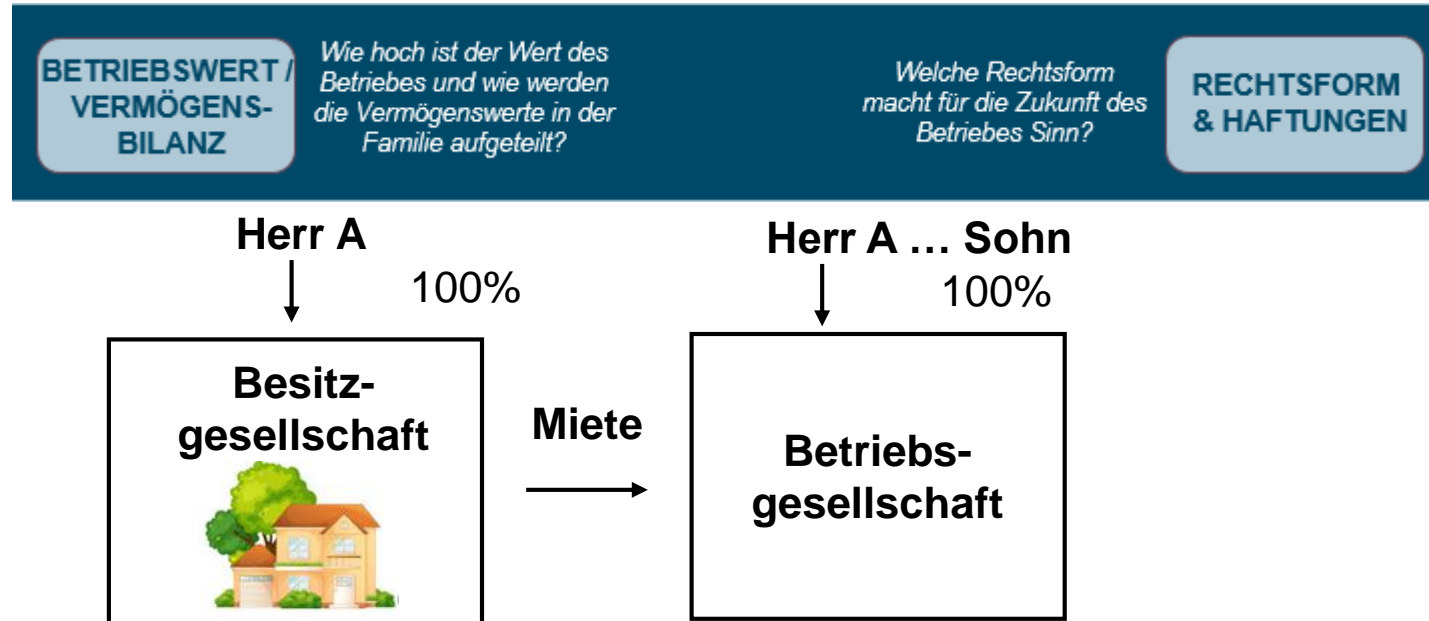 BETRIEBSWERT /
VERMÖGENS-
BILANZ
Wie hoch ist der Wert des
Betriebes und wie werden
die Vermögenswerte in der
Familie aufgeteilt?
Welche Rechtsform
macht für die Zukunft des
Betriebes Sinn?
RECHTSFORM
& HAFTUNGEN
Herr A
100%
Herr A … Sohn
100%
Besitz-
gesellschaft
Miete
Betriebs-
gesellschaft